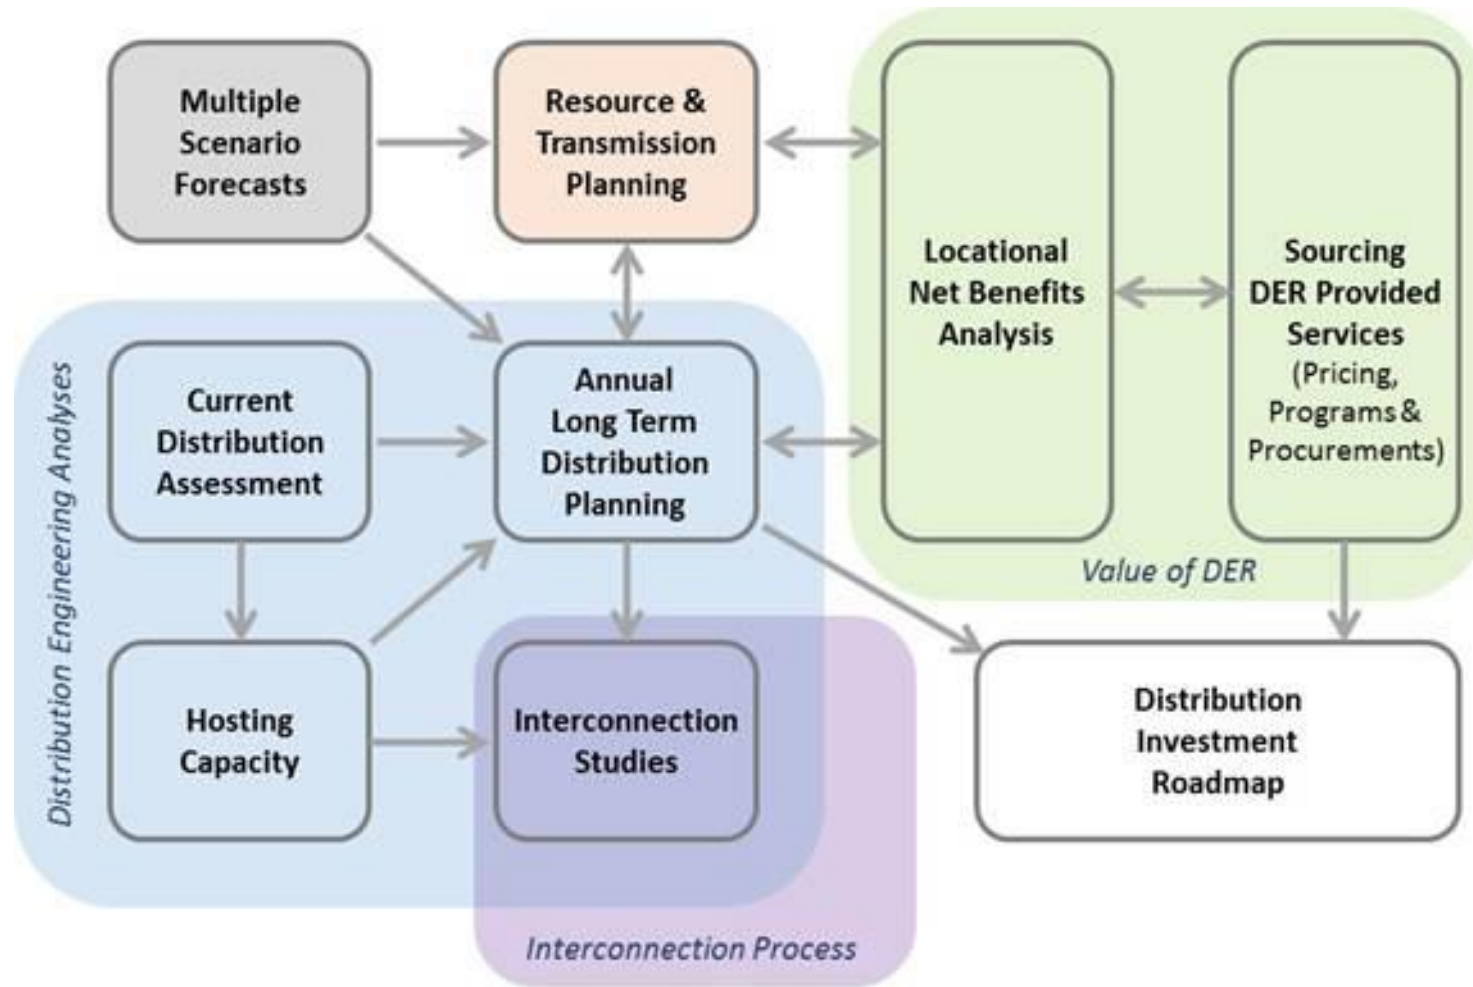 Multiple
Scenario
Forecasts
Resource &
Transmission
Planning
Locational
Net Benefits
Analysis
Sourcing
DER Provided
Services
(Pricing,
Programs &
Procurements)
Value of DER
Distribution Engineering Analyses
Current
Distribution
Assessment
Annual
Long Term
Distribution
Planning
Hosting
Capacity
Interconnection
Studies
Distribution
Investment
Roadmap
Interconnection Process